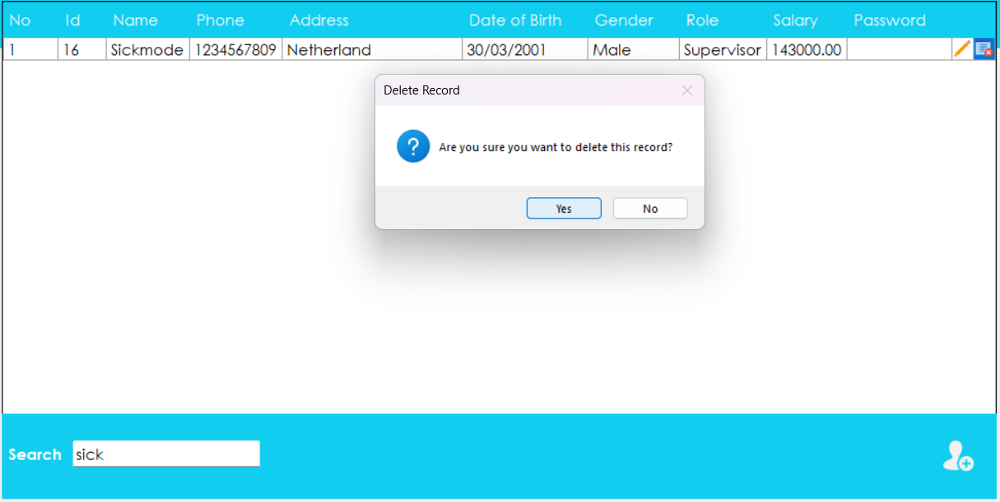 No Id Name Phone Address Date of Birth Gender Role Salary Password
1 16 Sickmode 1234567809 Netherland 30/03/2001 Male Supervisor 143000.00
Delete Record
Are you sure you want to delete this record?
Yes No
Search sick